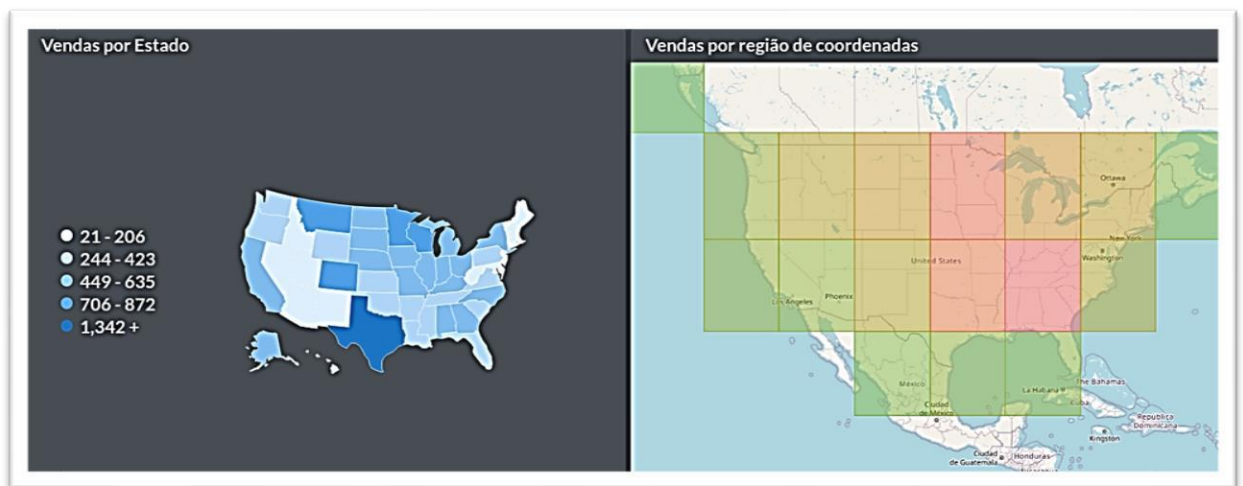 Vendas por Estado
21 - 206
244 - 423
449 - 635
706 - 872
1,342 +
Vendas por região de coordenadas
Ottawa
New York
Washington
United States
Los Angeles
Phoenix
México
Ciudad
de México
La Habana
The Bahamas
Cuba
Kingston
República
Dominicana
Ciudad
de Guatemala
Honduras